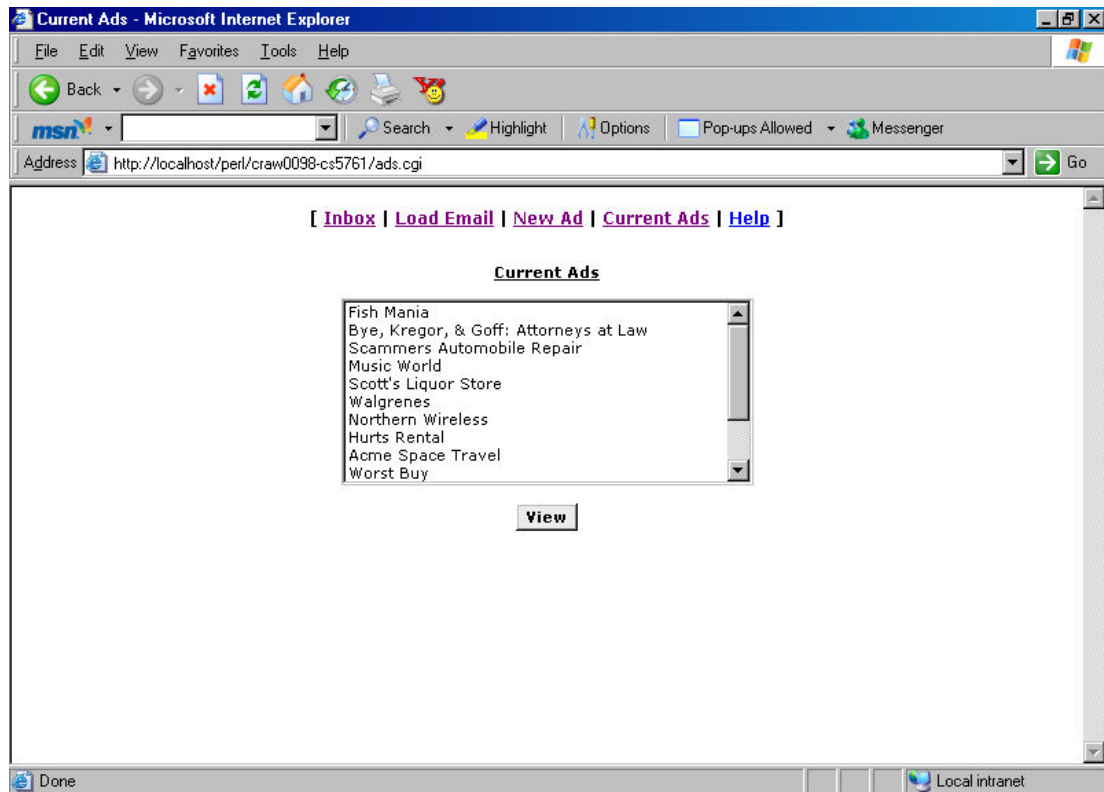 Current Ads - Microsoft Internet Explorer
File Edit View Favorites Tools Help
Back
msn Search Highlight Options Pop-ups Allowed Messenger
Address http://localhost/perl/craw0098-cs5761/ads.cgi Go
[ Inbox | Load Email | New Ad | Current Ads | Help ]
Current Ads
Fish Mania
Bye, Kregor, & Goff: Attorneys at Law
Scammers Automobile Repair
Music World
Scott's Liquor Store
Walgrenes
Northern Wireless
Hurts Rental
Acme Space Travel
Worst Buy
View
Done Local intranet